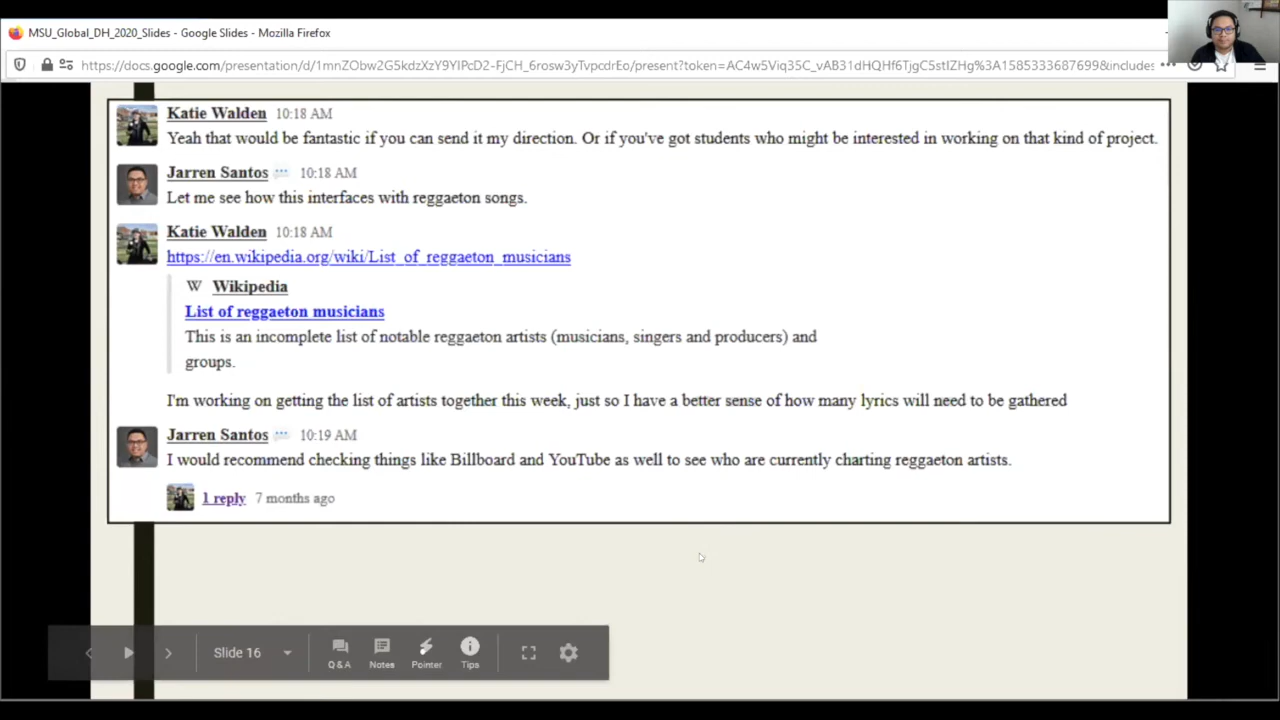 MSU_Global_DH_2020_Slides - Google Slides - Mozilla Firefox
https://docs.google.com/presentation/d/1mnZObw2G5kdzXzY9YIPcD2-FjCH_6rosw3yTvpcdrEo/present?token=AC4w5Viq35C_vAB31dHQHf6TjgC5stIZHg%3A1585333687699&includes
Katie Walden 10:18 AM
Yeah that would be fantastic if you can send it my direction. Or if you've got students who might be interested in working on that kind of project.
Jarren Santos 10:18 AM
Let me see how this interfaces with reggaeton songs.
Katie Walden 10:18 AM
https://en.wikipedia.org/wiki/List_of_reggaeton_musicians
W Wikipedia
List of reggaeton musicians
This is an incomplete list of notable reggaeton artists (musicians, singers and producers) and
groups.
I'm working on getting the list of artists together this week, just so I have a better sense of how many lyrics will need to be gathered
Jarren Santos 10:19 AM
I would recommend checking things like Billboard and YouTube as well to see who are currently charting reggaeton artists.
1 reply 7 months ago
Slide 16
Q & A Notes Pointer Tips